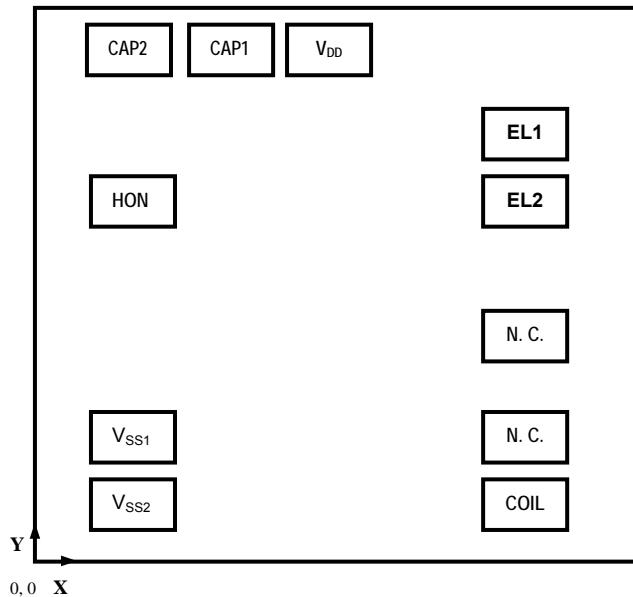 CAP2 CAP1 VDD
EL1
HON EL2
N. C.
VSS1 N. C.
VSS2 COIL
Y
0, 0 X